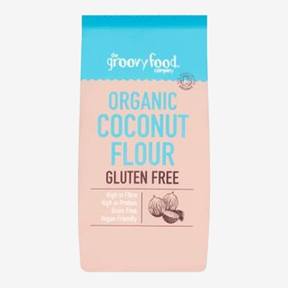 the
groovy food
company
ORGANIC
COCONUT
FLOUR
GLUTEN FREE
High in Fibre
High in Protein
Grain Free
Vegan Friendly